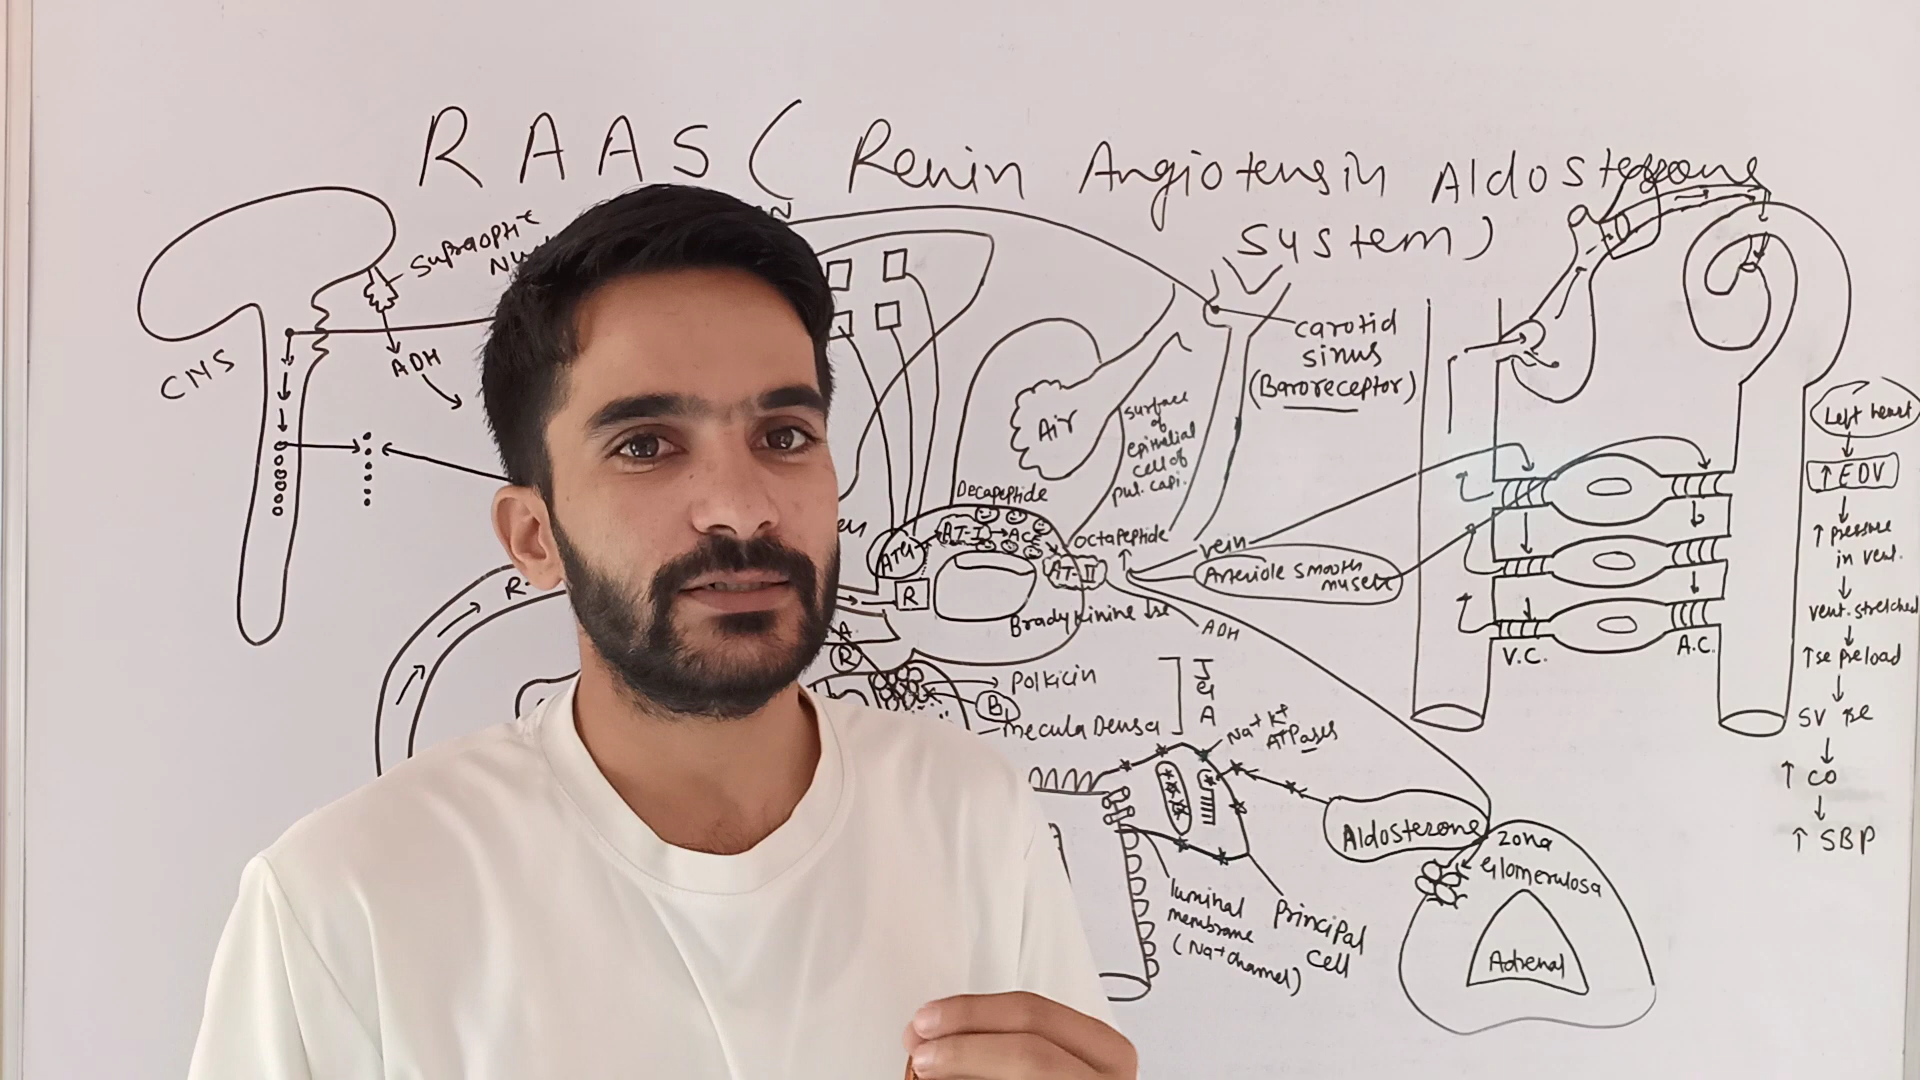 RAAS ( Renin Angiotensin Aldosterone
System )
Supraoptic
CNS
ADH
carotid
sinus
(Baroreceptor)
Air
surface
of
epithelial
cell of
pul. capi.
Left heart
↑ EDV
↑ pressure
in vent.
vent. stretched
↑se preload
SV ↑se
↑ CO
↑ SBP
Decapeptide
AT-I → ACE
octapeptide
AT-II
R
Bradykinine ↓se
ADH
vein
Arteriole smooth
V.C.
A.C.
R
A
R
Polkicin
B1
mecula Densa
JGA
Na+ K+
ATPases
Aldosterone
Zona
Glomerulosa
Adrenal
luminal
membrane
(Na+ channel)
Principal
cell